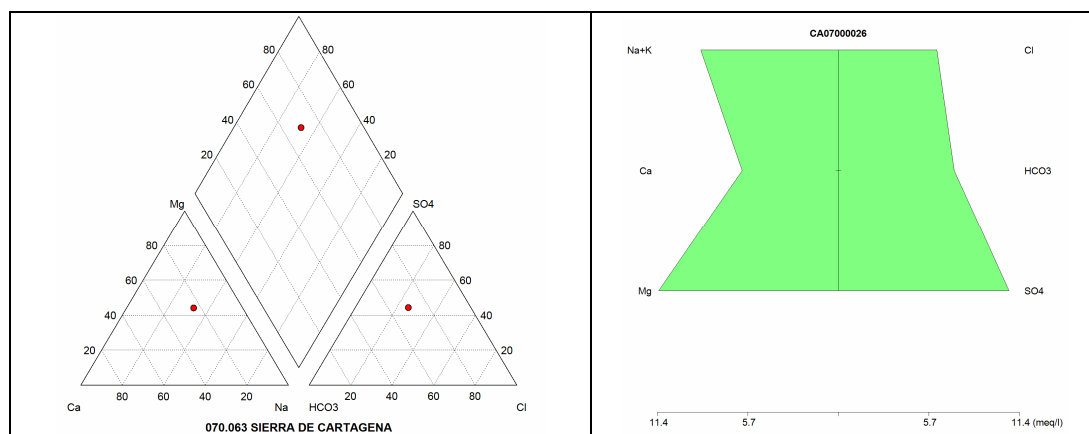 80 80
60 60
40 40
20 20
Mg SO4
80 80
60 60
40 40
20 20
Ca 80 60 40 20 Na HCO3 20 40 60 80 Cl
070.063 SIERRA DE CARTAGENA
CA07000026
Na+K Cl
Ca HCO3
Mg SO4
11.4 5.7 5.7 11.4 (meq/l)